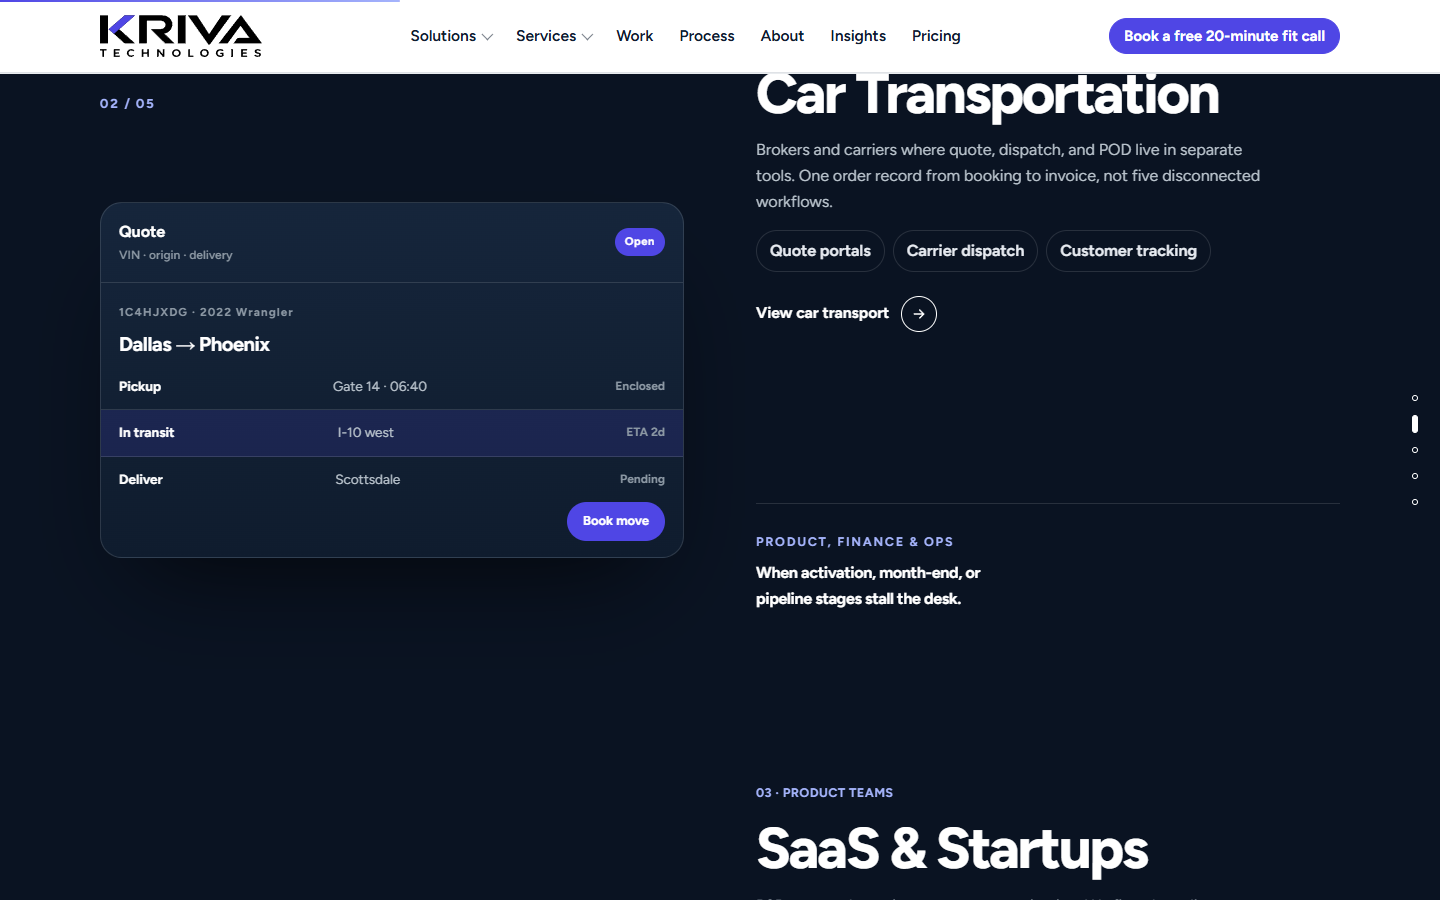 KRIVA
TECHNOLOGIES
Solutions
Services
Work
Process
About
Insights
Pricing
Book a free 20-minute fit call
02 / 05
Quote
VIN · origin · delivery
Open
1C4HJXDG · 2022 Wrangler
Dallas → Phoenix
Pickup
Gate 14 · 06:40
Enclosed
In transit
I-10 west
ETA 2d
Deliver
Scottsdale
Pending
Book move
Car Transportation
Brokers and carriers where quote, dispatch, and POD live in separate
tools. One order record from booking to invoice, not five disconnected
workflows.
Quote portals
Carrier dispatch
Customer tracking
View car transport →
PRODUCT, FINANCE & OPS
When activation, month-end, or
pipeline stages stall the desk.
03 · PRODUCT TEAMS
SaaS & Startups